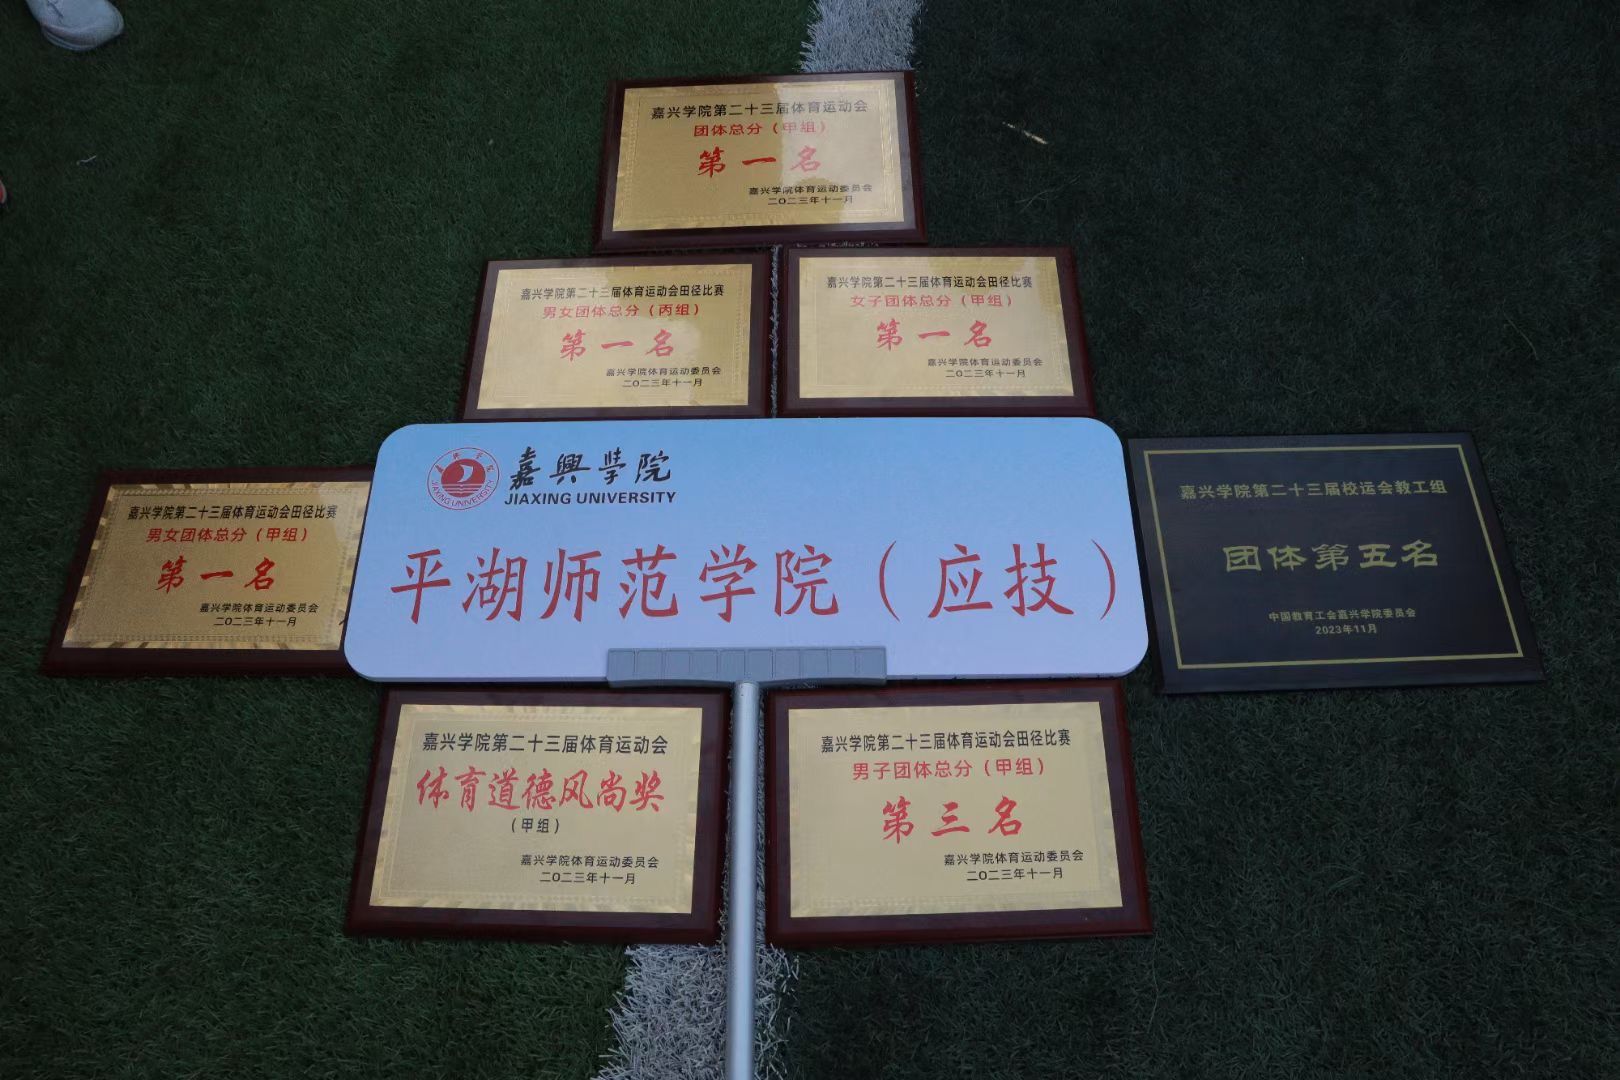 嘉兴学院第二十三届体育运动会
团体总分（甲组）
第一名
嘉兴学院体育运动委员会
二〇二三年十一月
嘉兴学院第二十三届体育运动会田径比赛
男女团体总分（丙组）
第一名
嘉兴学院体育运动委员会
二〇二三年十一月
嘉兴学院第二十三届体育运动会田径比赛
女子团体总分（甲组）
第一名
嘉兴学院体育运动委员会
二〇二三年十一月
嘉兴学院第二十三届体育运动会田径比赛
男女团体总分（甲组）
第一名
嘉兴学院体育运动委员会
二〇二三年十一月
嘉興學院
JIAXING UNIVERSITY
嘉興学院
JIAXING UNIVERSITY
平湖师范学院（应技）
嘉兴学院第二十三届校运会教工组
团体第五名
中国教育工会嘉兴学院委员会
2023年11月
嘉兴学院第二十三届体育运动会
体育道德风尚奖
（甲组）
嘉兴学院体育运动委员会
二〇二三年十一月
嘉兴学院第二十三届体育运动会田径比赛
男子团体总分（甲组）
第三名
嘉兴学院体育运动委员会
二〇二三年十一月